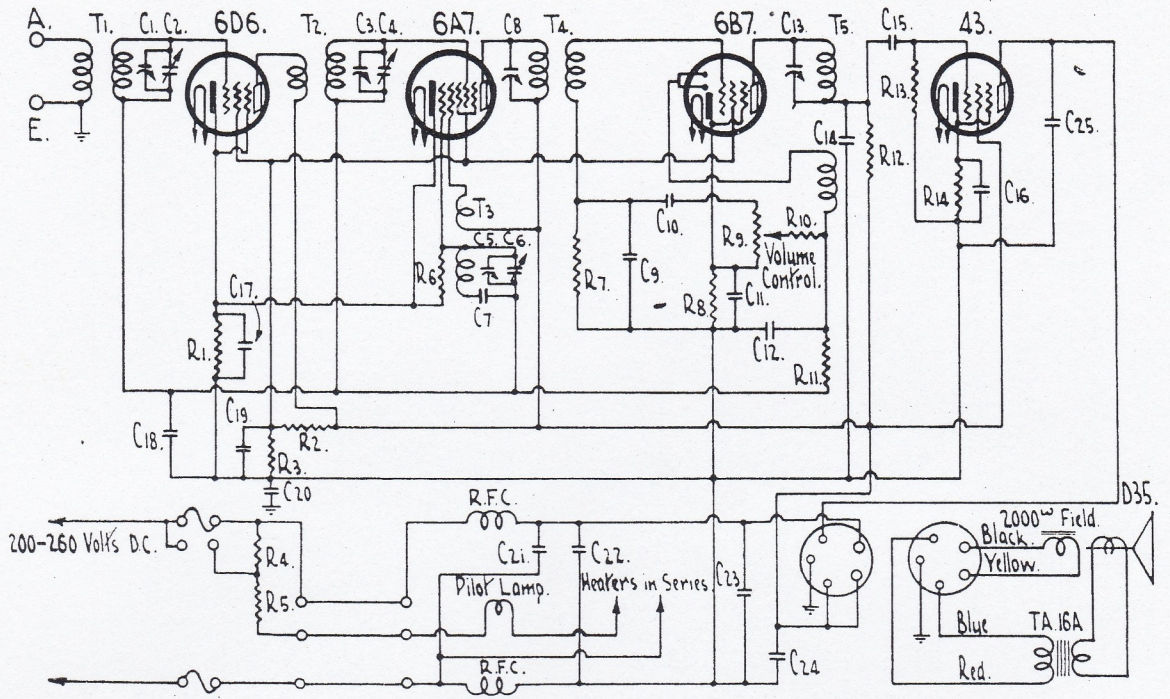 A.
T1.
C1. C2.
6D6.
T2.
C3. C4.
6A7.
C8
T4.
6B7.
C13.
T5.
C15.
43.
E.
R13.
C25.
C14
R12.
R14
C16.
T3
C10.
R9.
R10.
Volume
Control.
C5. C6.
R6
C7
R7.
C9.
R8.
C11.
C12.
R11.
C17.
R1.
C18.
C19
R2.
R3.
C20
R.F.C.
200-260 Volts D.C.
R4.
R5.
C21.
C22.
Pilot Lamp.
Heaters in Series.
C23
R.F.C.
C24
D35.
2000ω Field.
Black.
Yellow.
Blue
TA 16A
Red.